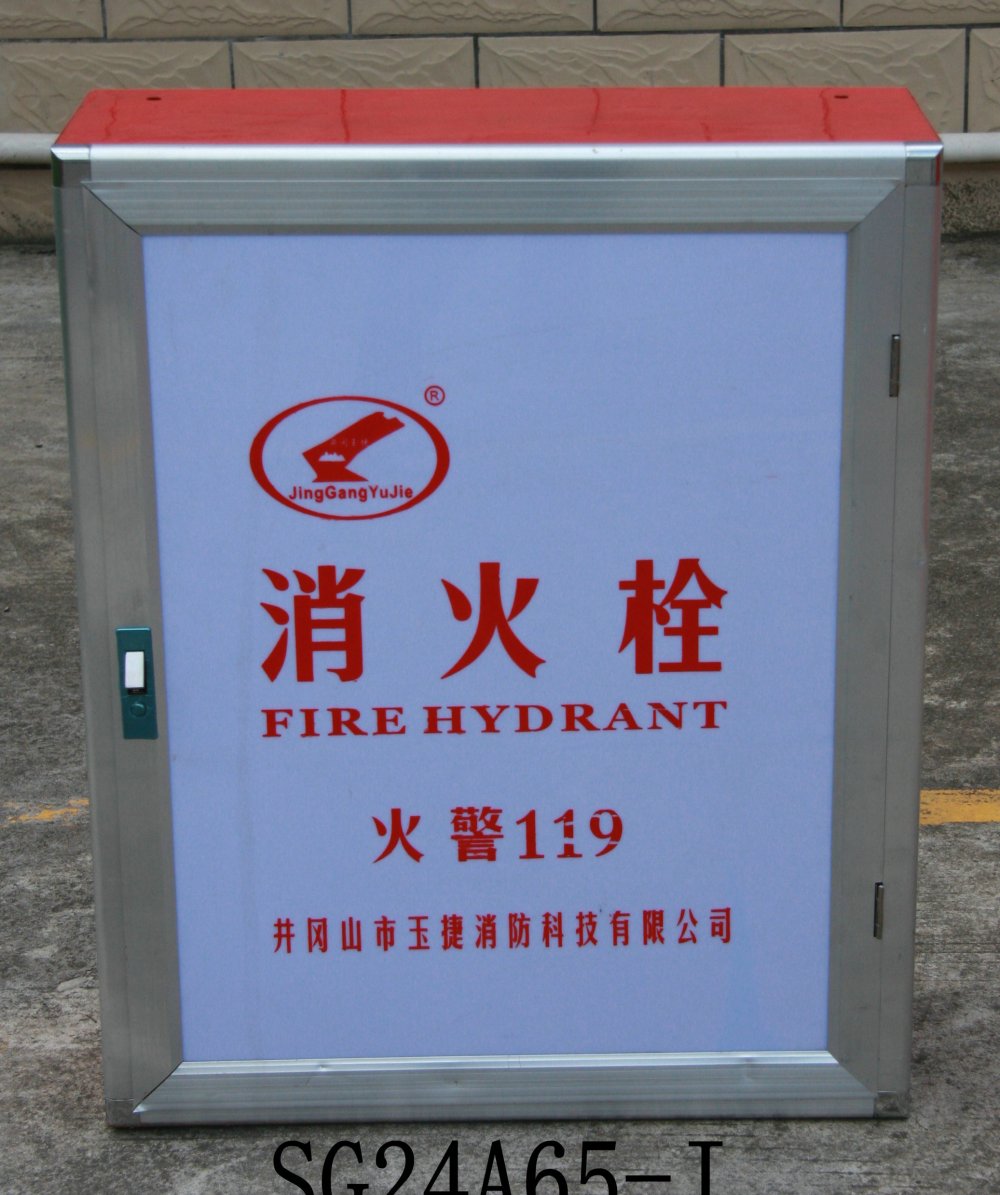 ®
JingGangYuJie
消火栓
FIRE HYDRANT
火警119
井冈山市玉捷消防科技有限公司
SG24A65-I